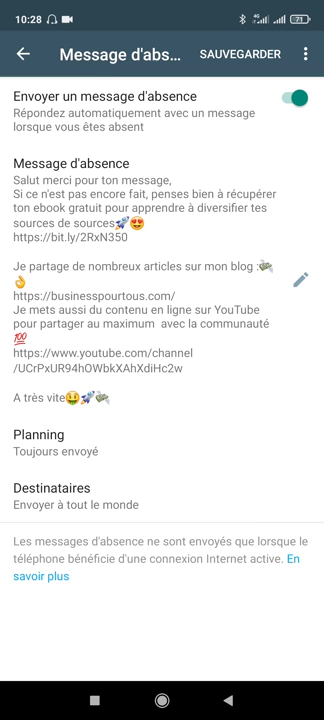 10:28
4G
71
Message d'abs...
SAUVEGARDER
Envoyer un message d'absence
Répondez automatiquement avec un message
lorsque vous êtes absent
Message d'absence
Salut merci pour ton message,
Si ce n'est pas encore fait, penses bien à récupérer
ton ebook gratuit pour apprendre à diversifier tes
sources de sources🚀😍
https://bit.ly/2RxN350
Je partage de nombreux articles sur mon blog :💸
👌
https://businesspourtous.com/
Je mets aussi du contenu en ligne sur YouTube
pour partager au maximum  avec la communauté
💯
https://www.youtube.com/channel
/UCrPxUR94hOWbkXAhXdiHc2w
A très vite🤑🚀💸
Planning
Toujours envoyé
Destinataires
Envoyer à tout le monde
Les messages d'absence ne sont envoyés que lorsque le
téléphone bénéficie d'une connexion Internet active. En
savoir plus